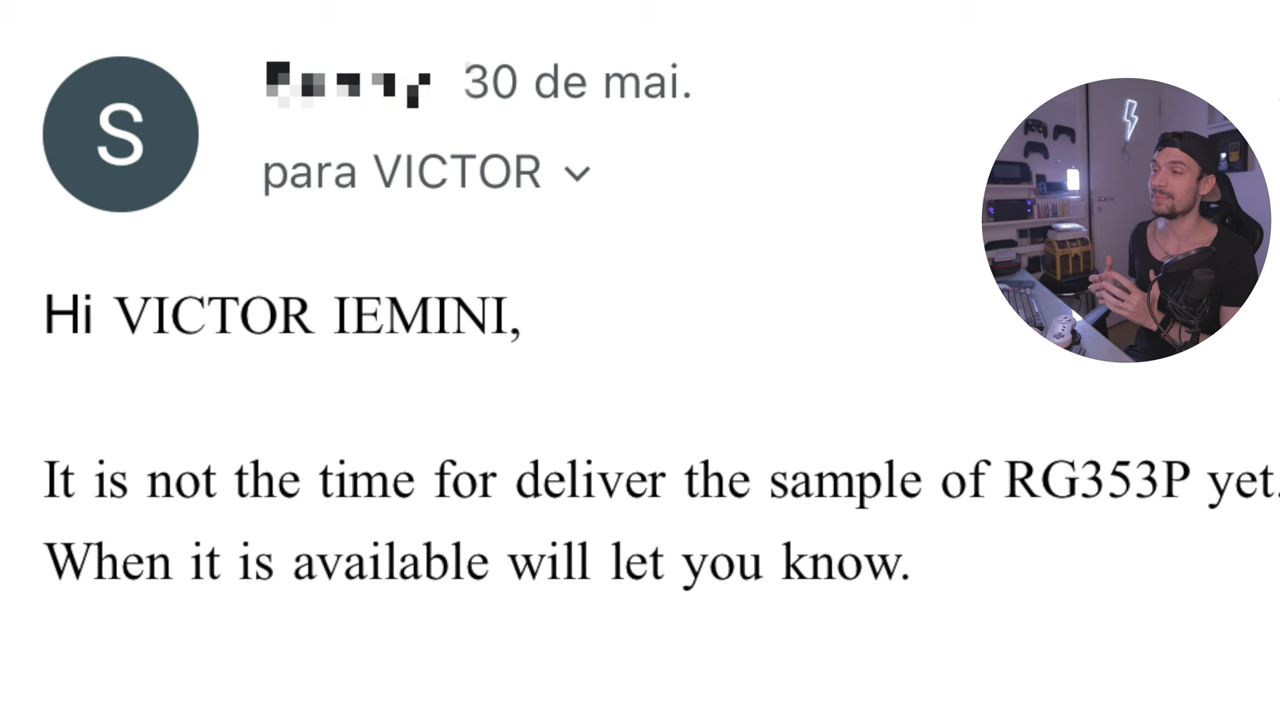 S
30 de mai.
para VICTOR
Hi VICTOR IEMINI,
It is not the time for deliver the sample of RG353P yet.
When it is available will let you know.